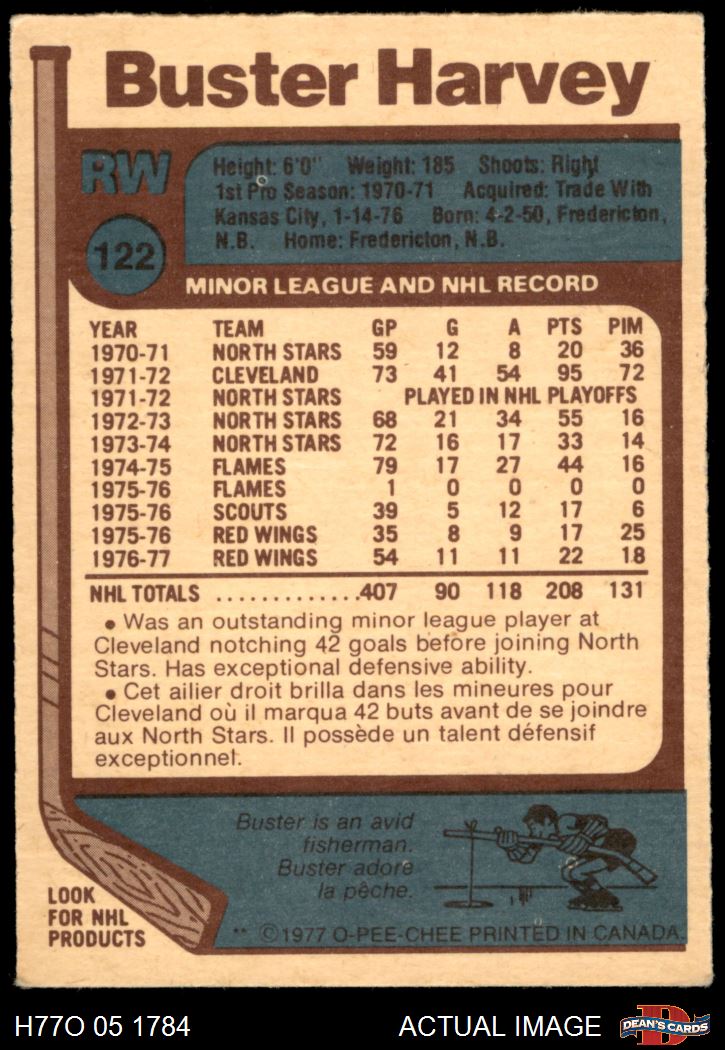 Buster Harvey
RW
122
Height: 6'0" Weight: 185 Shoots: Right
1st Pro Season: 1970-71 Acquired: Trade With
Kansas City, 1-14-76 Born: 4-2-50, Fredericton,
N.B. Home: Fredericton, N.B.
MINOR LEAGUE AND NHL RECORD
YEAR TEAM GP G A PTS PIM
1970-71 NORTH STARS 59 12 8 20 36
1971-72 CLEVELAND 73 41 54 95 72
1971-72 NORTH STARS PLAYED IN NHL PLAYOFFS
1972-73 NORTH STARS 68 21 34 55 16
1973-74 NORTH STARS 72 16 17 33 14
1974-75 FLAMES 79 17 27 44 16
1975-76 FLAMES 1 0 0 0 0
1975-76 SCOUTS 39 5 12 17 6
1975-76 RED WINGS 35 8 9 17 25
1976-77 RED WINGS 54 11 11 22 18
NHL TOTALS .............407 90 118 208 131
• Was an outstanding minor league player at
Cleveland notching 42 goals before joining North
Stars. Has exceptional defensive ability.
• Cet ailier droit brilla dans les mineures pour
Cleveland où il marqua 42 buts avant de se joindre
aux North Stars. Il possède un talent défensif
exceptionnel.
Buster is an avid
fisherman.
Buster adore
la pêche.
LOOK
FOR NHL
PRODUCTS
** ©1977 O-PEE-CHEE PRINTED IN CANADA.
H77O 05 1784 ACTUAL IMAGE
D
DEAN'S CARDS